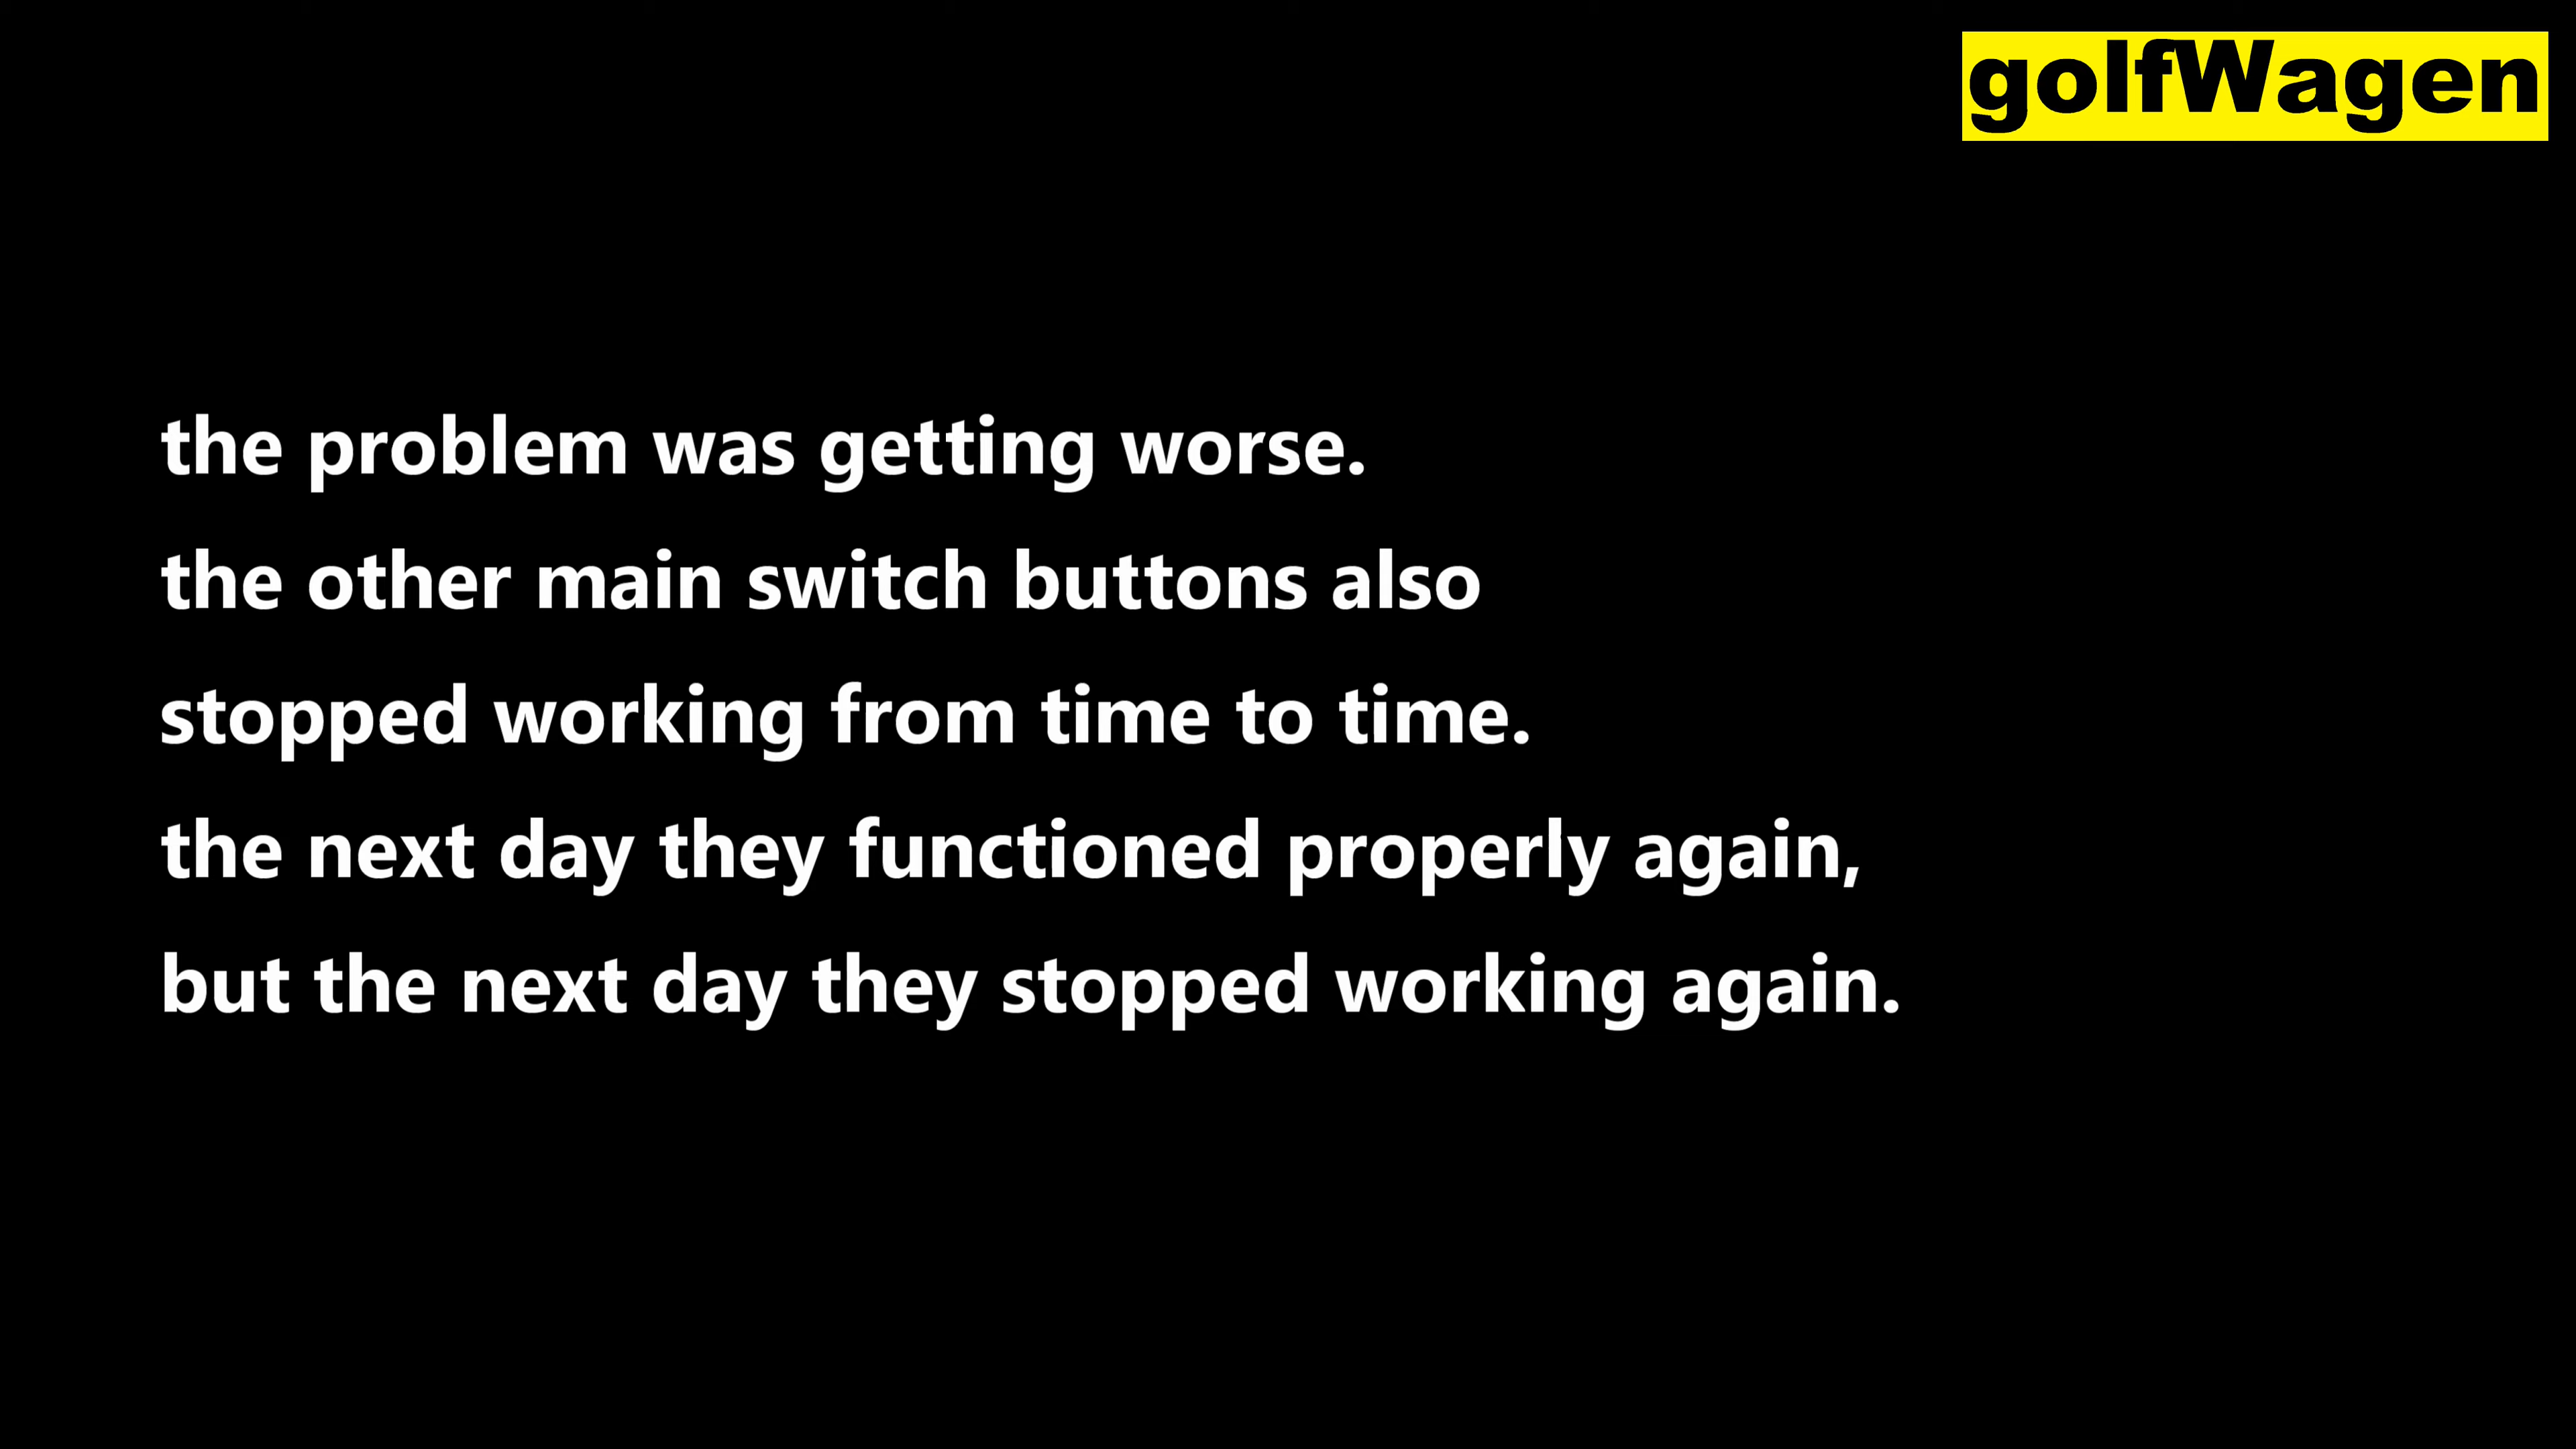 golfWagen
the problem was getting worse.
the other main switch buttons also
stopped working from time to time.
the next day they functioned properly again,
but the next day they stopped working again.